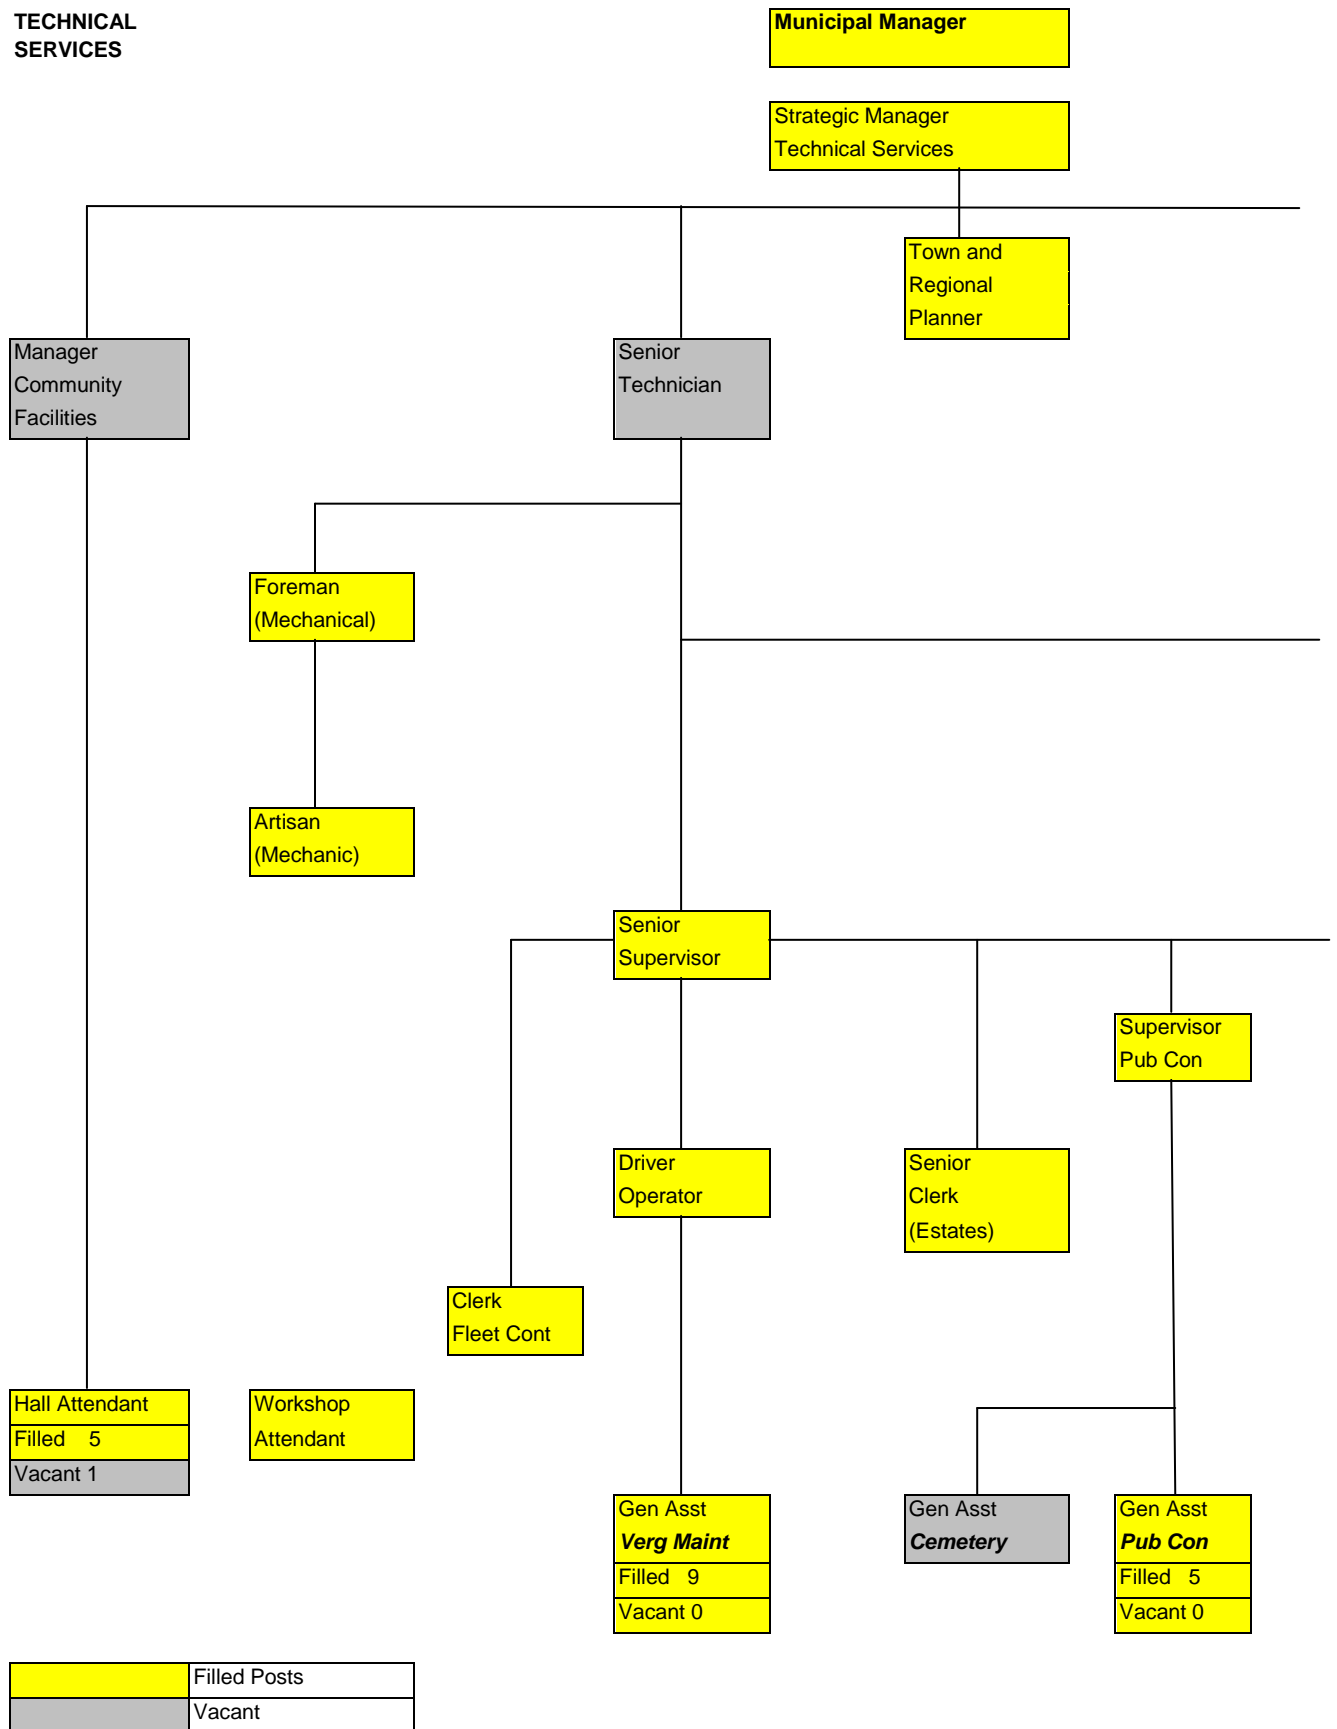 TECHNICAL
SERVICES
Municipal Manager
Strategic Manager
Technical Services
Town and
Regional
Planner
Manager
Community
Facilities
Senior
Technician
Foreman
(Mechanical)
Artisan
(Mechanic)
Senior
Supervisor
Supervisor
Pub Con
Driver
Operator
Senior
Clerk
(Estates)
Clerk
Fleet Cont
Hall Attendant
Filled 5
Vacant 1
Workshop
Attendant
Gen Asst
Verg Maint
Filled 9
Vacant 0
Gen Asst
Cemetery
Gen Asst
Pub Con
Filled 5
Vacant 0
Filled Posts
Vacant